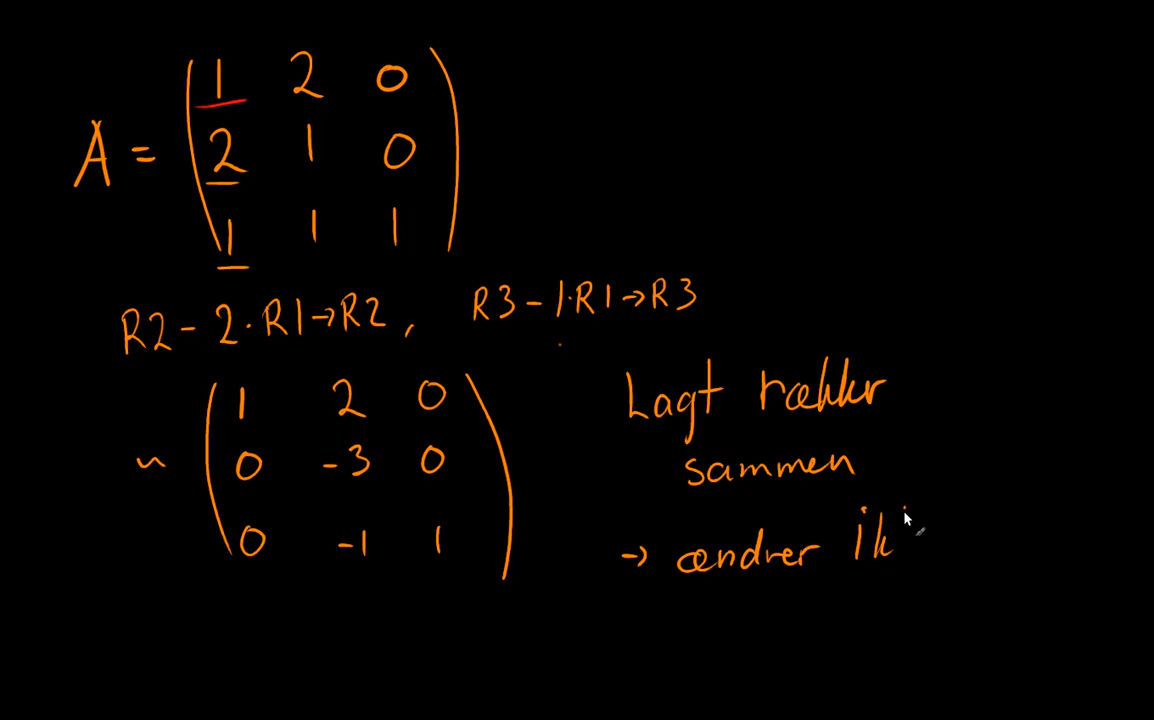 1 2 0
A = 2 1 0
1 1 1
R2 - 2·R1→R2, R3 - 1·R1→R3
1 2 0
~ 0 -3 0
0 -1 1
Lagt rækker
sammen
→ ændrer ik